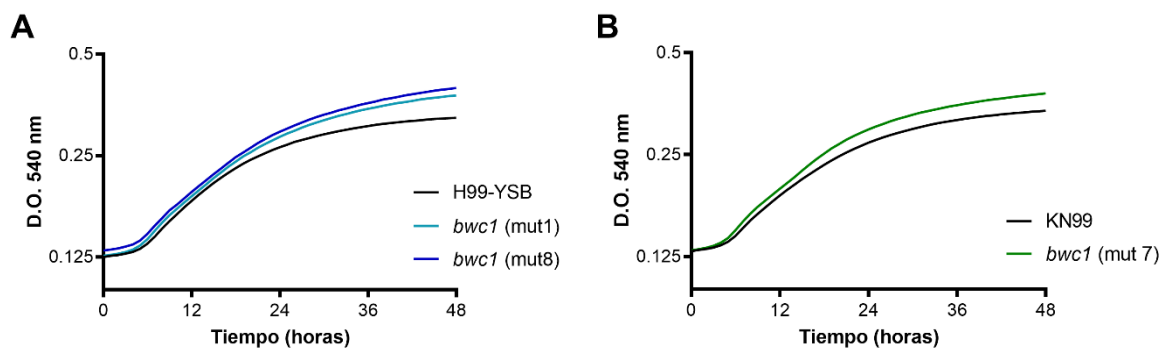 A
D.O. 540 nm
0.5
0.25
0.125
0
12
24
36
48
Tiempo (horas)
H99-YSB
bwc1 (mut1)
bwc1 (mut8)
B
D.O. 540 nm
0.5
0.25
0.125
0
12
24
36
48
Tiempo (horas)
KN99
bwc1 (mut 7)